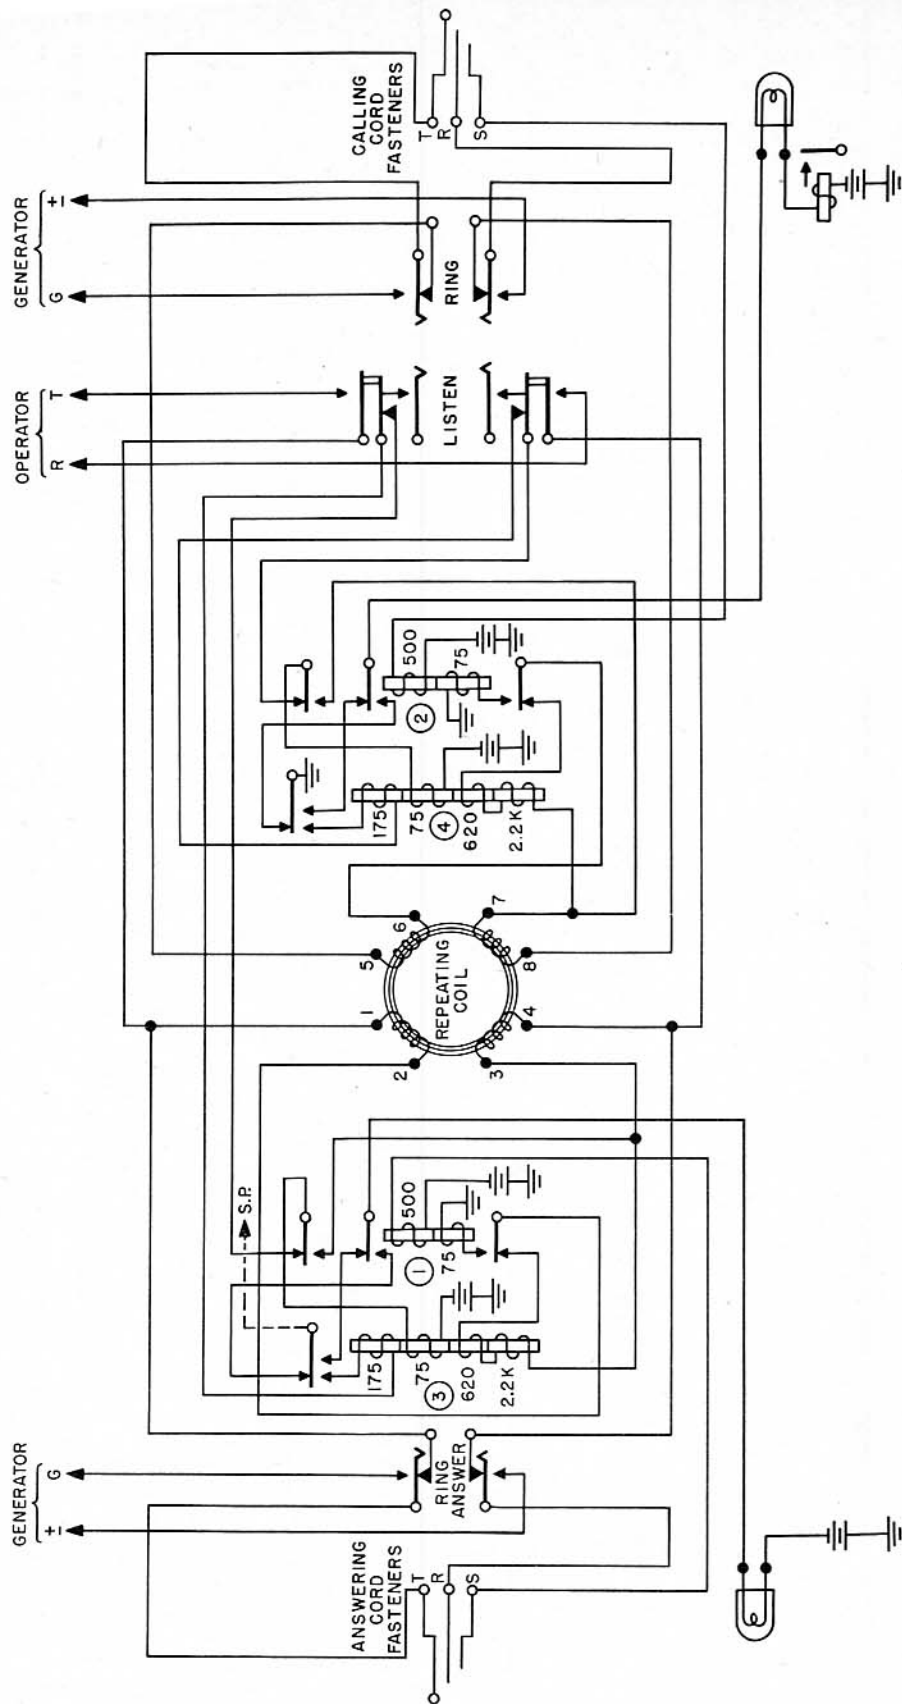 GENERATOR
± G
ANSWERING
CORD
FASTENERS
T
R
S
RING
ANSWER
S.P.
175
75
3
620
2.2K
1
500
75
REPEATING
COIL
1
2
3
4
5
6
7
8
175
75
4
620
2.2K
2
500
75
OPERATOR
R T
LISTEN
GENERATOR
G ±
RING
CALLING
CORD
FASTENERS
T
R
S